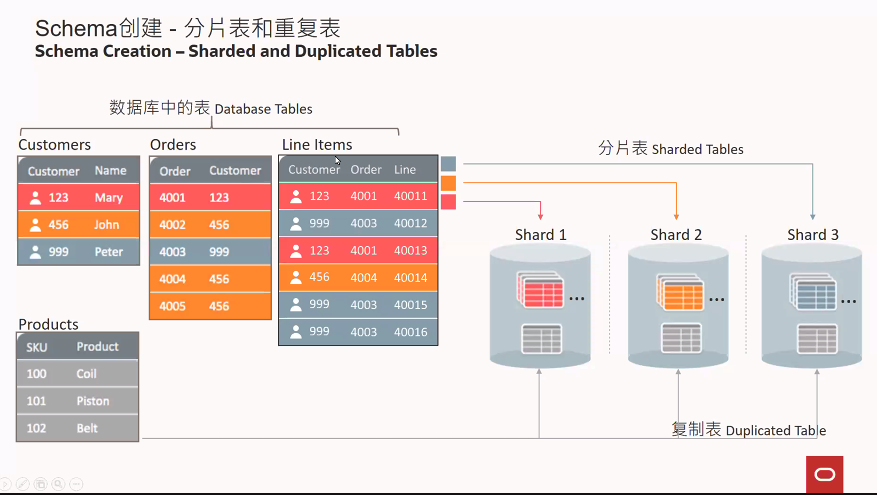 Schema创建 - 分片表和重复表
Schema Creation – Sharded and Duplicated Tables
数据库中的表 Database Tables
Customers
Customer Name
123 Mary
456 John
999 Peter
Orders
Order Customer
4001 123
4002 456
4003 999
4004 456
4005 456
Line Items
Customer Order Line
123 4001 40011
999 4003 40012
123 4001 40013
456 4004 40014
999 4003 40015
999 4003 40016
分片表 Sharded Tables
Shard 1
Shard 2
Shard 3
...
...
...
Products
SKU Product
100 Coil
101 Piston
102 Belt
复制表 Duplicated Table